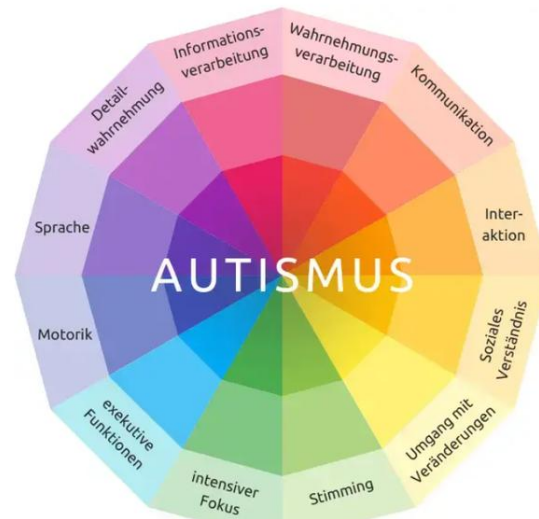 Informations-
verarbeitung
Wahrnehmungs-
verarbeitung
Kommunikation
Inter-
aktion
Soziales
Verständnis
Umgang mit
Veränderungen
Stimming
intensiver
Fokus
exekutive
Funktionen
Motorik
Sprache
Detail-
wahrnehmung
AUTISMUS